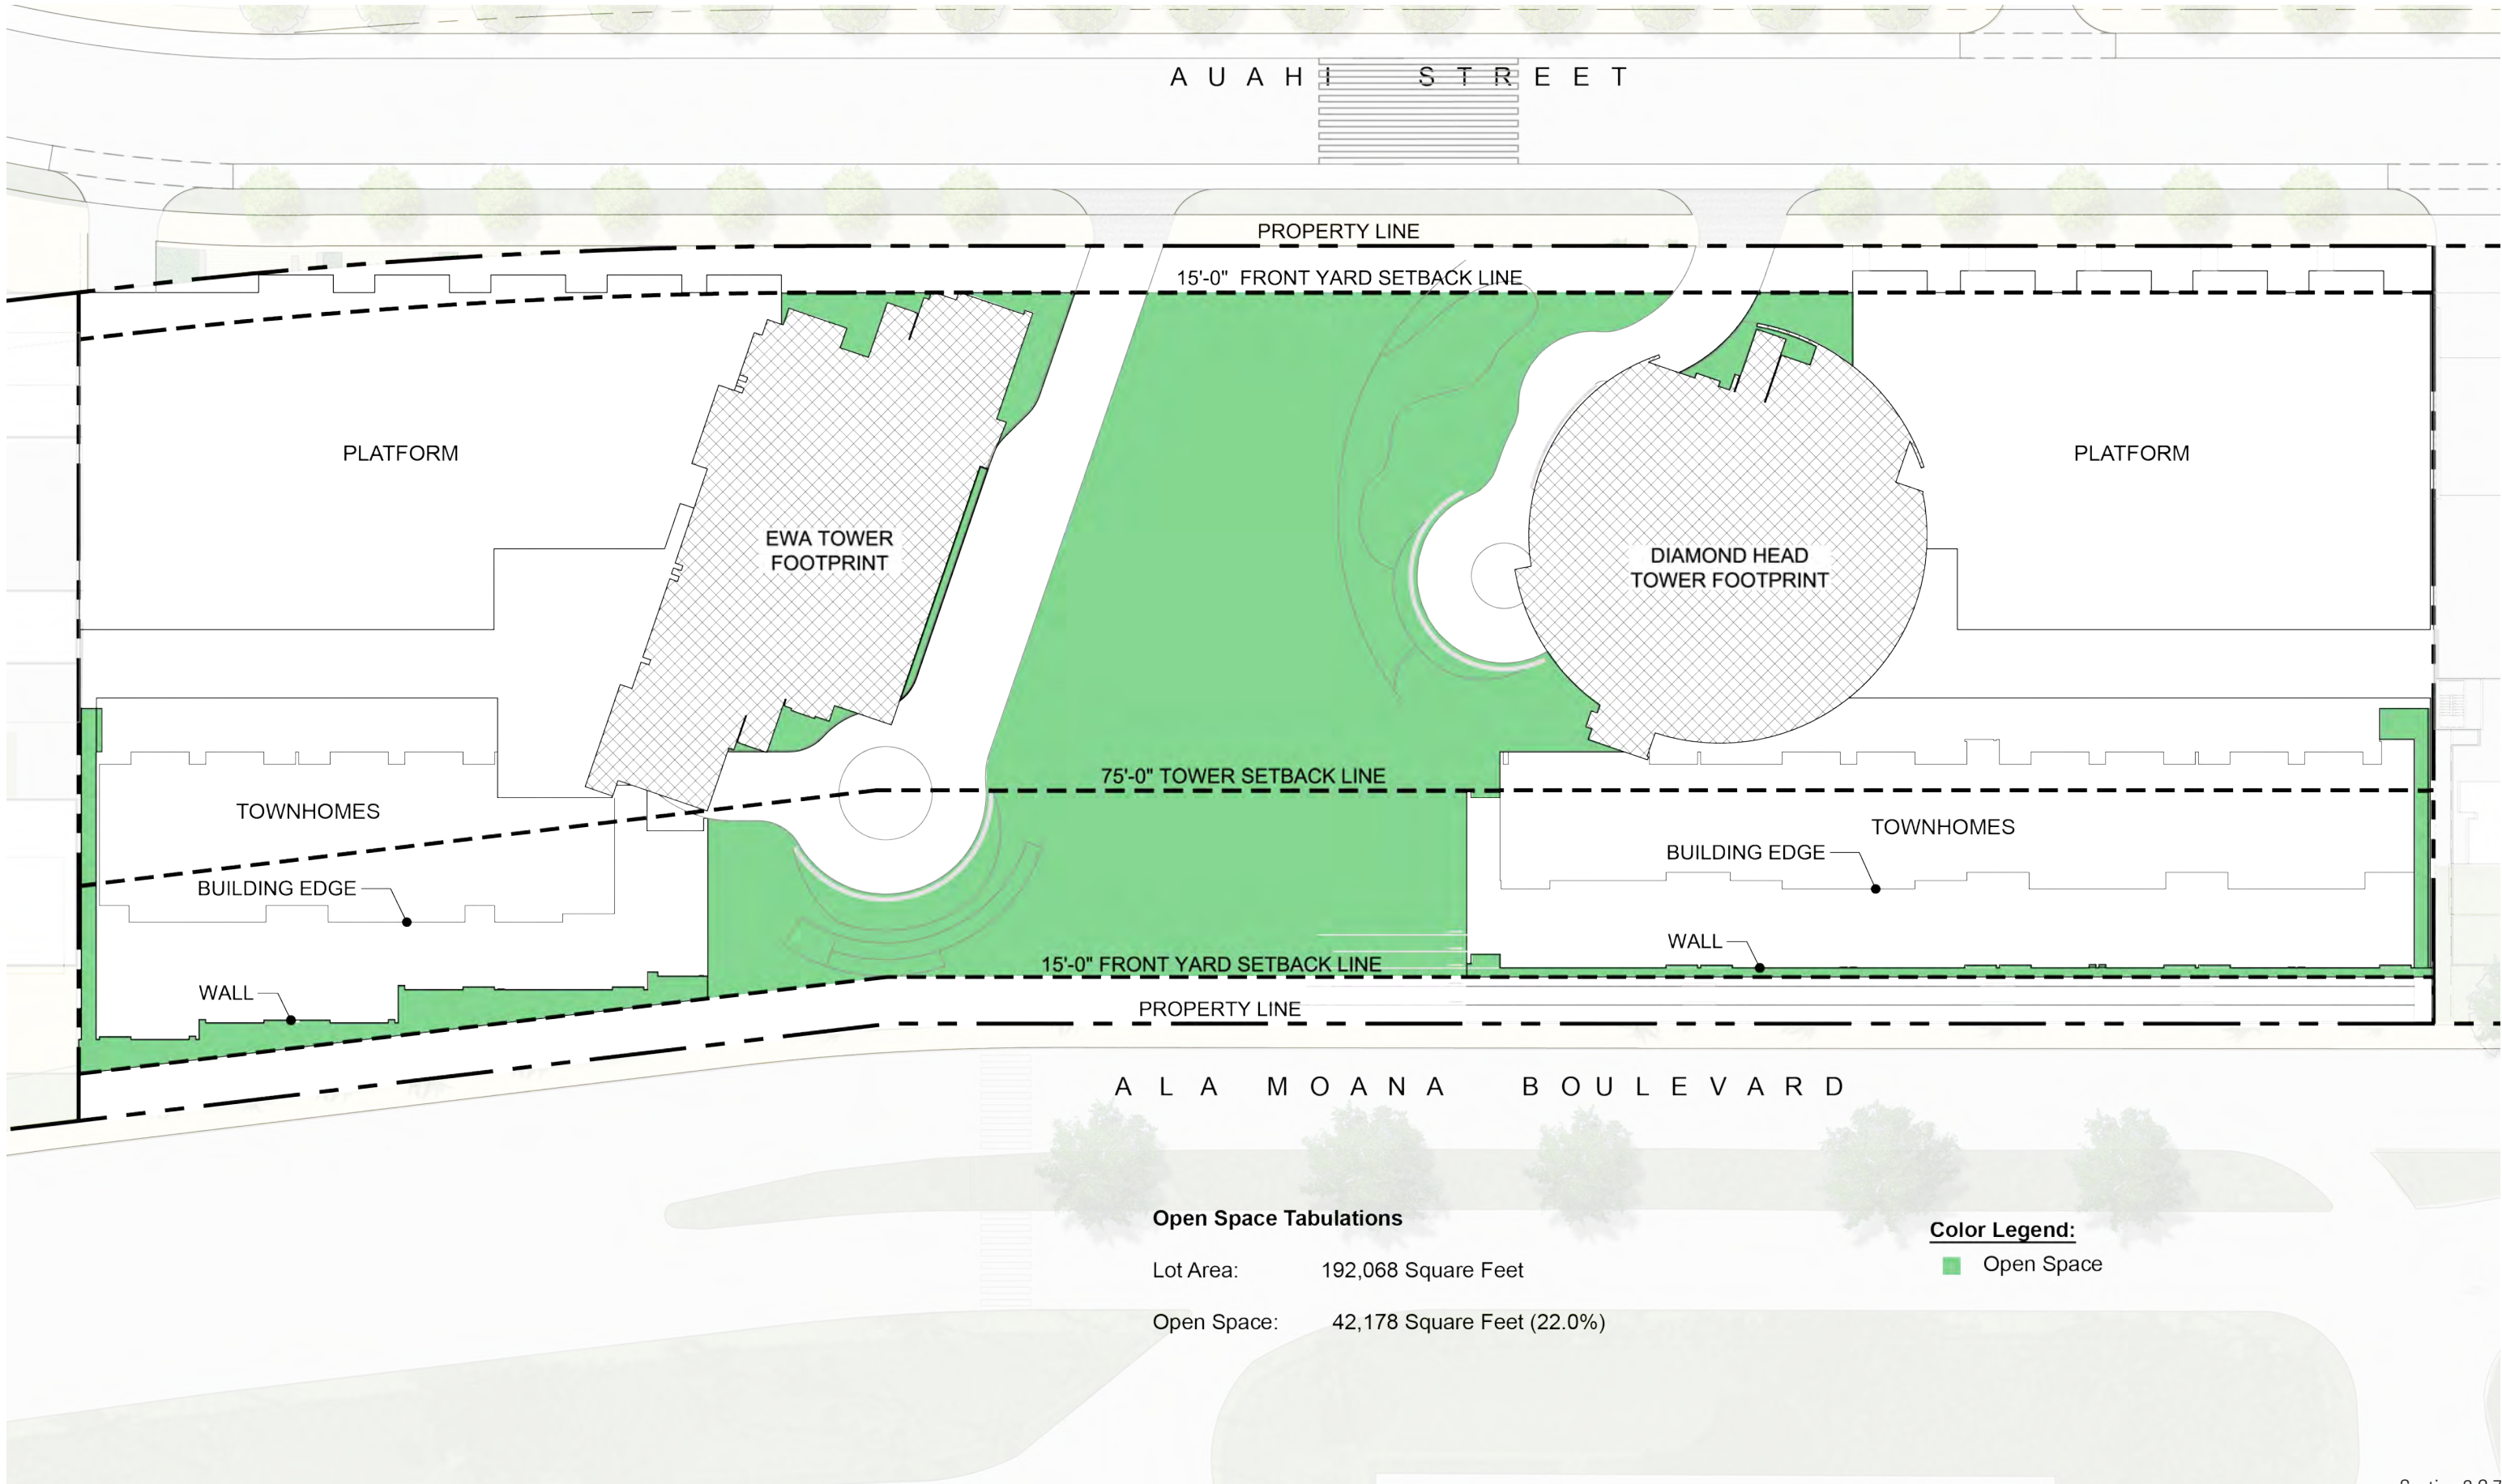 AUAHI STREET
PROPERTY LINE
15'-0" FRONT YARD SETBACK LINE
PLATFORM
PLATFORM
EWA TOWER
FOOTPRINT
DIAMOND HEAD
TOWER FOOTPRINT
75'-0" TOWER SETBACK LINE
TOWNHOMES
TOWNHOMES
BUILDING EDGE
BUILDING EDGE
WALL
15'-0" FRONT YARD SETBACK LINE
WALL
PROPERTY LINE
ALA MOANA BOULEVARD
Open Space Tabulations
Lot Area: 192,068 Square Feet
Open Space: 42,178 Square Feet (22.0%)
Color Legend:
Open Space